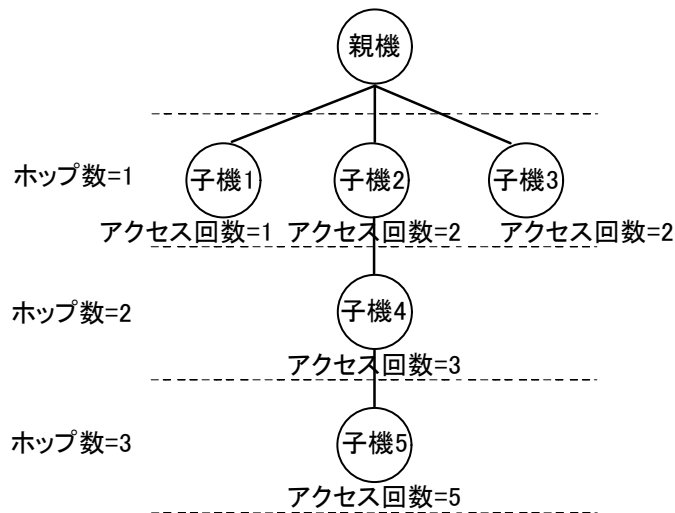 親機
ホップ数=1
子機1
子機2
子機3
アクセス回数=1
アクセス回数=2
アクセス回数=2
ホップ数=2
子機4
アクセス回数=3
ホップ数=3
子機5
アクセス回数=5